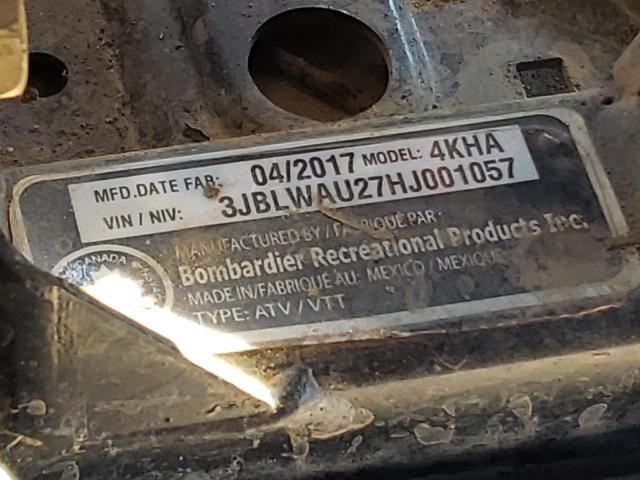 MFD.DATE FAB: 04/2017 MODEL: 4KHA
VIN / NIV: 3JBLWAU27HJ001057
MANUFACTURED BY / FABRIQUE PAR:
Bombardier Recreational Products Inc.
MADE IN/FABRIQUE AU: MEXICO / MEXIQUE
TYPE: ATV / VTT
CANADA